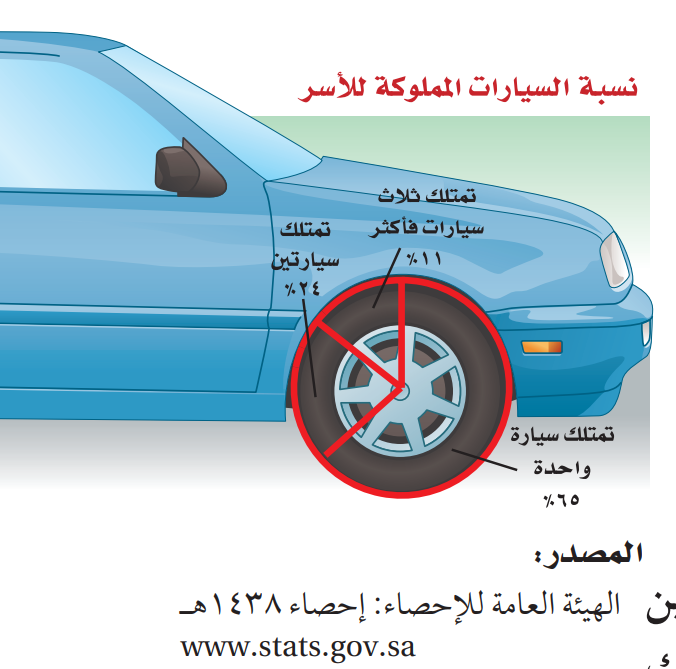 نسبة السيارات المملوكة للأسر
تمتلك ثلاث
سيارات فأكثر
٪١١
تمتلك
سيارتين
٪٢٤
تمتلك سيارة
واحدة
٪٦٥
المصدر:
الهيئة العامة للإحصاء: إحصاء ١٤٣٨هـ
www.stats.gov.sa